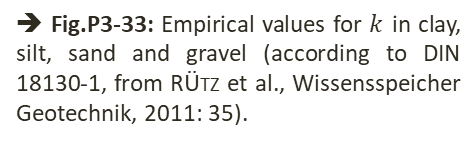 ➔ Fig.P3-33: Empirical values for k in clay,
silt, sand and gravel (according to DIN
18130-1, from RÜTZ et al., Wissensspeicher
Geotechnik, 2011: 35).